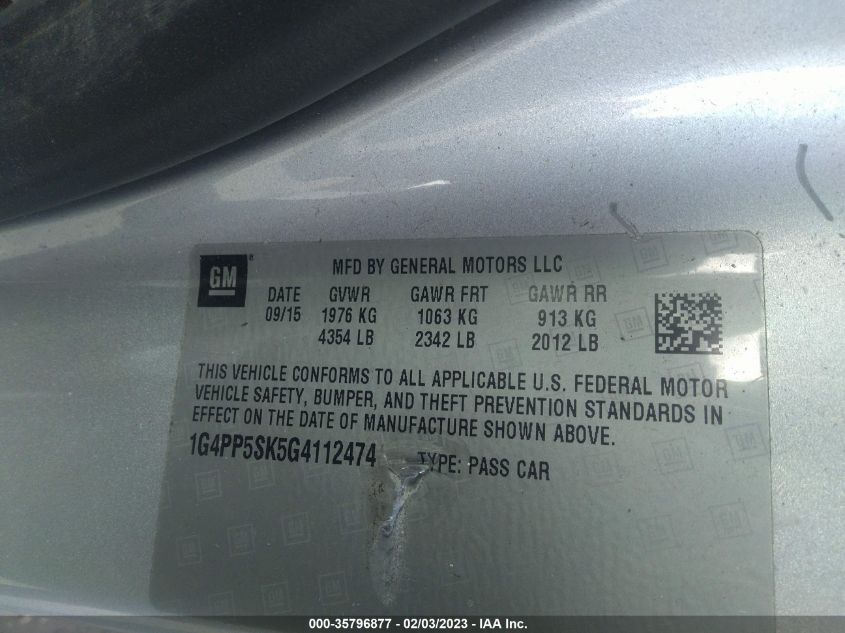 GM ®
MFD BY GENERAL MOTORS LLC
DATE GVWR GAWR FRT GAWR RR
09/15 1976 KG 1063 KG 913 KG
4354 LB 2342 LB 2012 LB
THIS VEHICLE CONFORMS TO ALL APPLICABLE U.S. FEDERAL MOTOR
VEHICLE SAFETY, BUMPER, AND THEFT PREVENTION STANDARDS IN
EFFECT ON THE DATE OF MANUFACTURE SHOWN ABOVE.
1G4PP5SK5G4112474 TYPE: PASS CAR
000-35796877 - 02/03/2023 - IAA Inc.